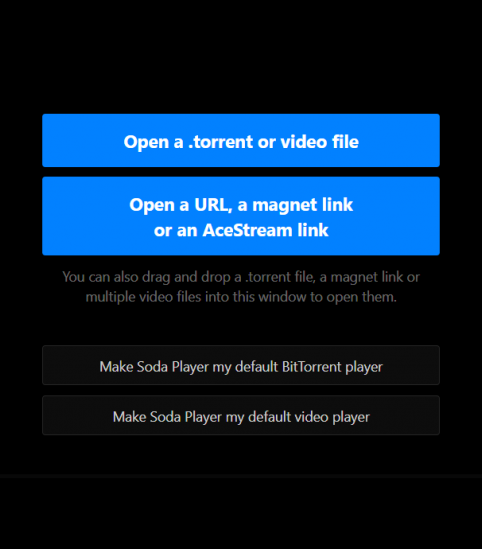 Open a .torrent or video file
Open a URL, a magnet link
or an AceStream link
You can also drag and drop a .torrent file, a magnet link or
multiple video files into this window to open them.
Make Soda Player my default BitTorrent player
Make Soda Player my default video player